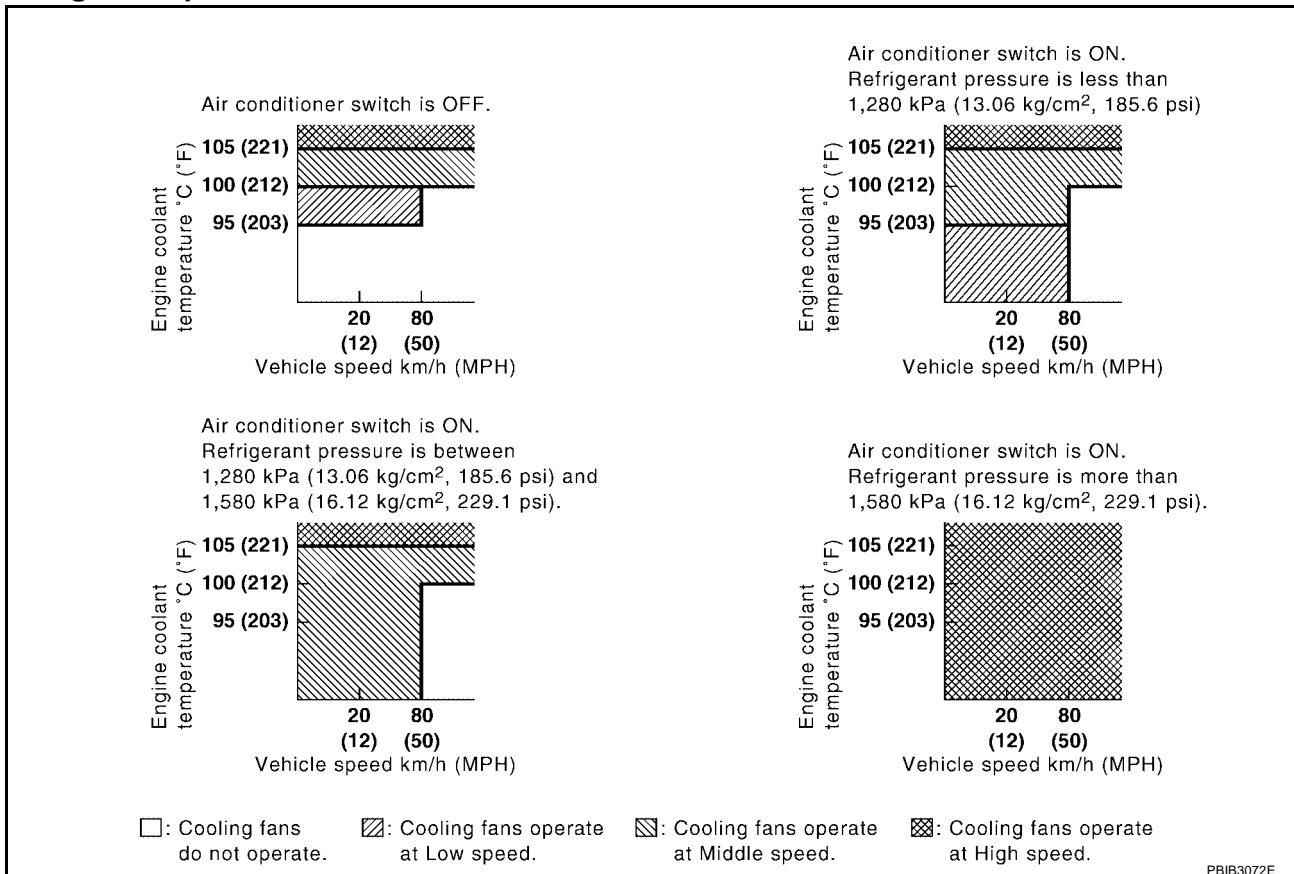 Air conditioner switch is OFF.
Engine coolant
temperature °C (°F)
105 (221)
100 (212)
95 (203)
20
(12)
80
(50)
Vehicle speed km/h (MPH)
Air conditioner switch is ON.
Refrigerant pressure is less than
1,280 kPa (13.06 kg/cm², 185.6 psi)
Engine coolant
temperature °C (°F)
105 (221)
100 (212)
95 (203)
20
(12)
80
(50)
Vehicle speed km/h (MPH)
Air conditioner switch is ON.
Refrigerant pressure is between
1,280 kPa (13.06 kg/cm², 185.6 psi) and
1,580 kPa (16.12 kg/cm², 229.1 psi).
Engine coolant
temperature °C (°F)
105 (221)
100 (212)
95 (203)
20
(12)
80
(50)
Vehicle speed km/h (MPH)
Air conditioner switch is ON.
Refrigerant pressure is more than
1,580 kPa (16.12 kg/cm², 229.1 psi).
Engine coolant
temperature °C (°F)
105 (221)
100 (212)
95 (203)
20
(12)
80
(50)
Vehicle speed km/h (MPH)
: Cooling fans
do not operate.
: Cooling fans operate
at Low speed.
: Cooling fans operate
at Middle speed.
: Cooling fans operate
at High speed.
PBIB3072E